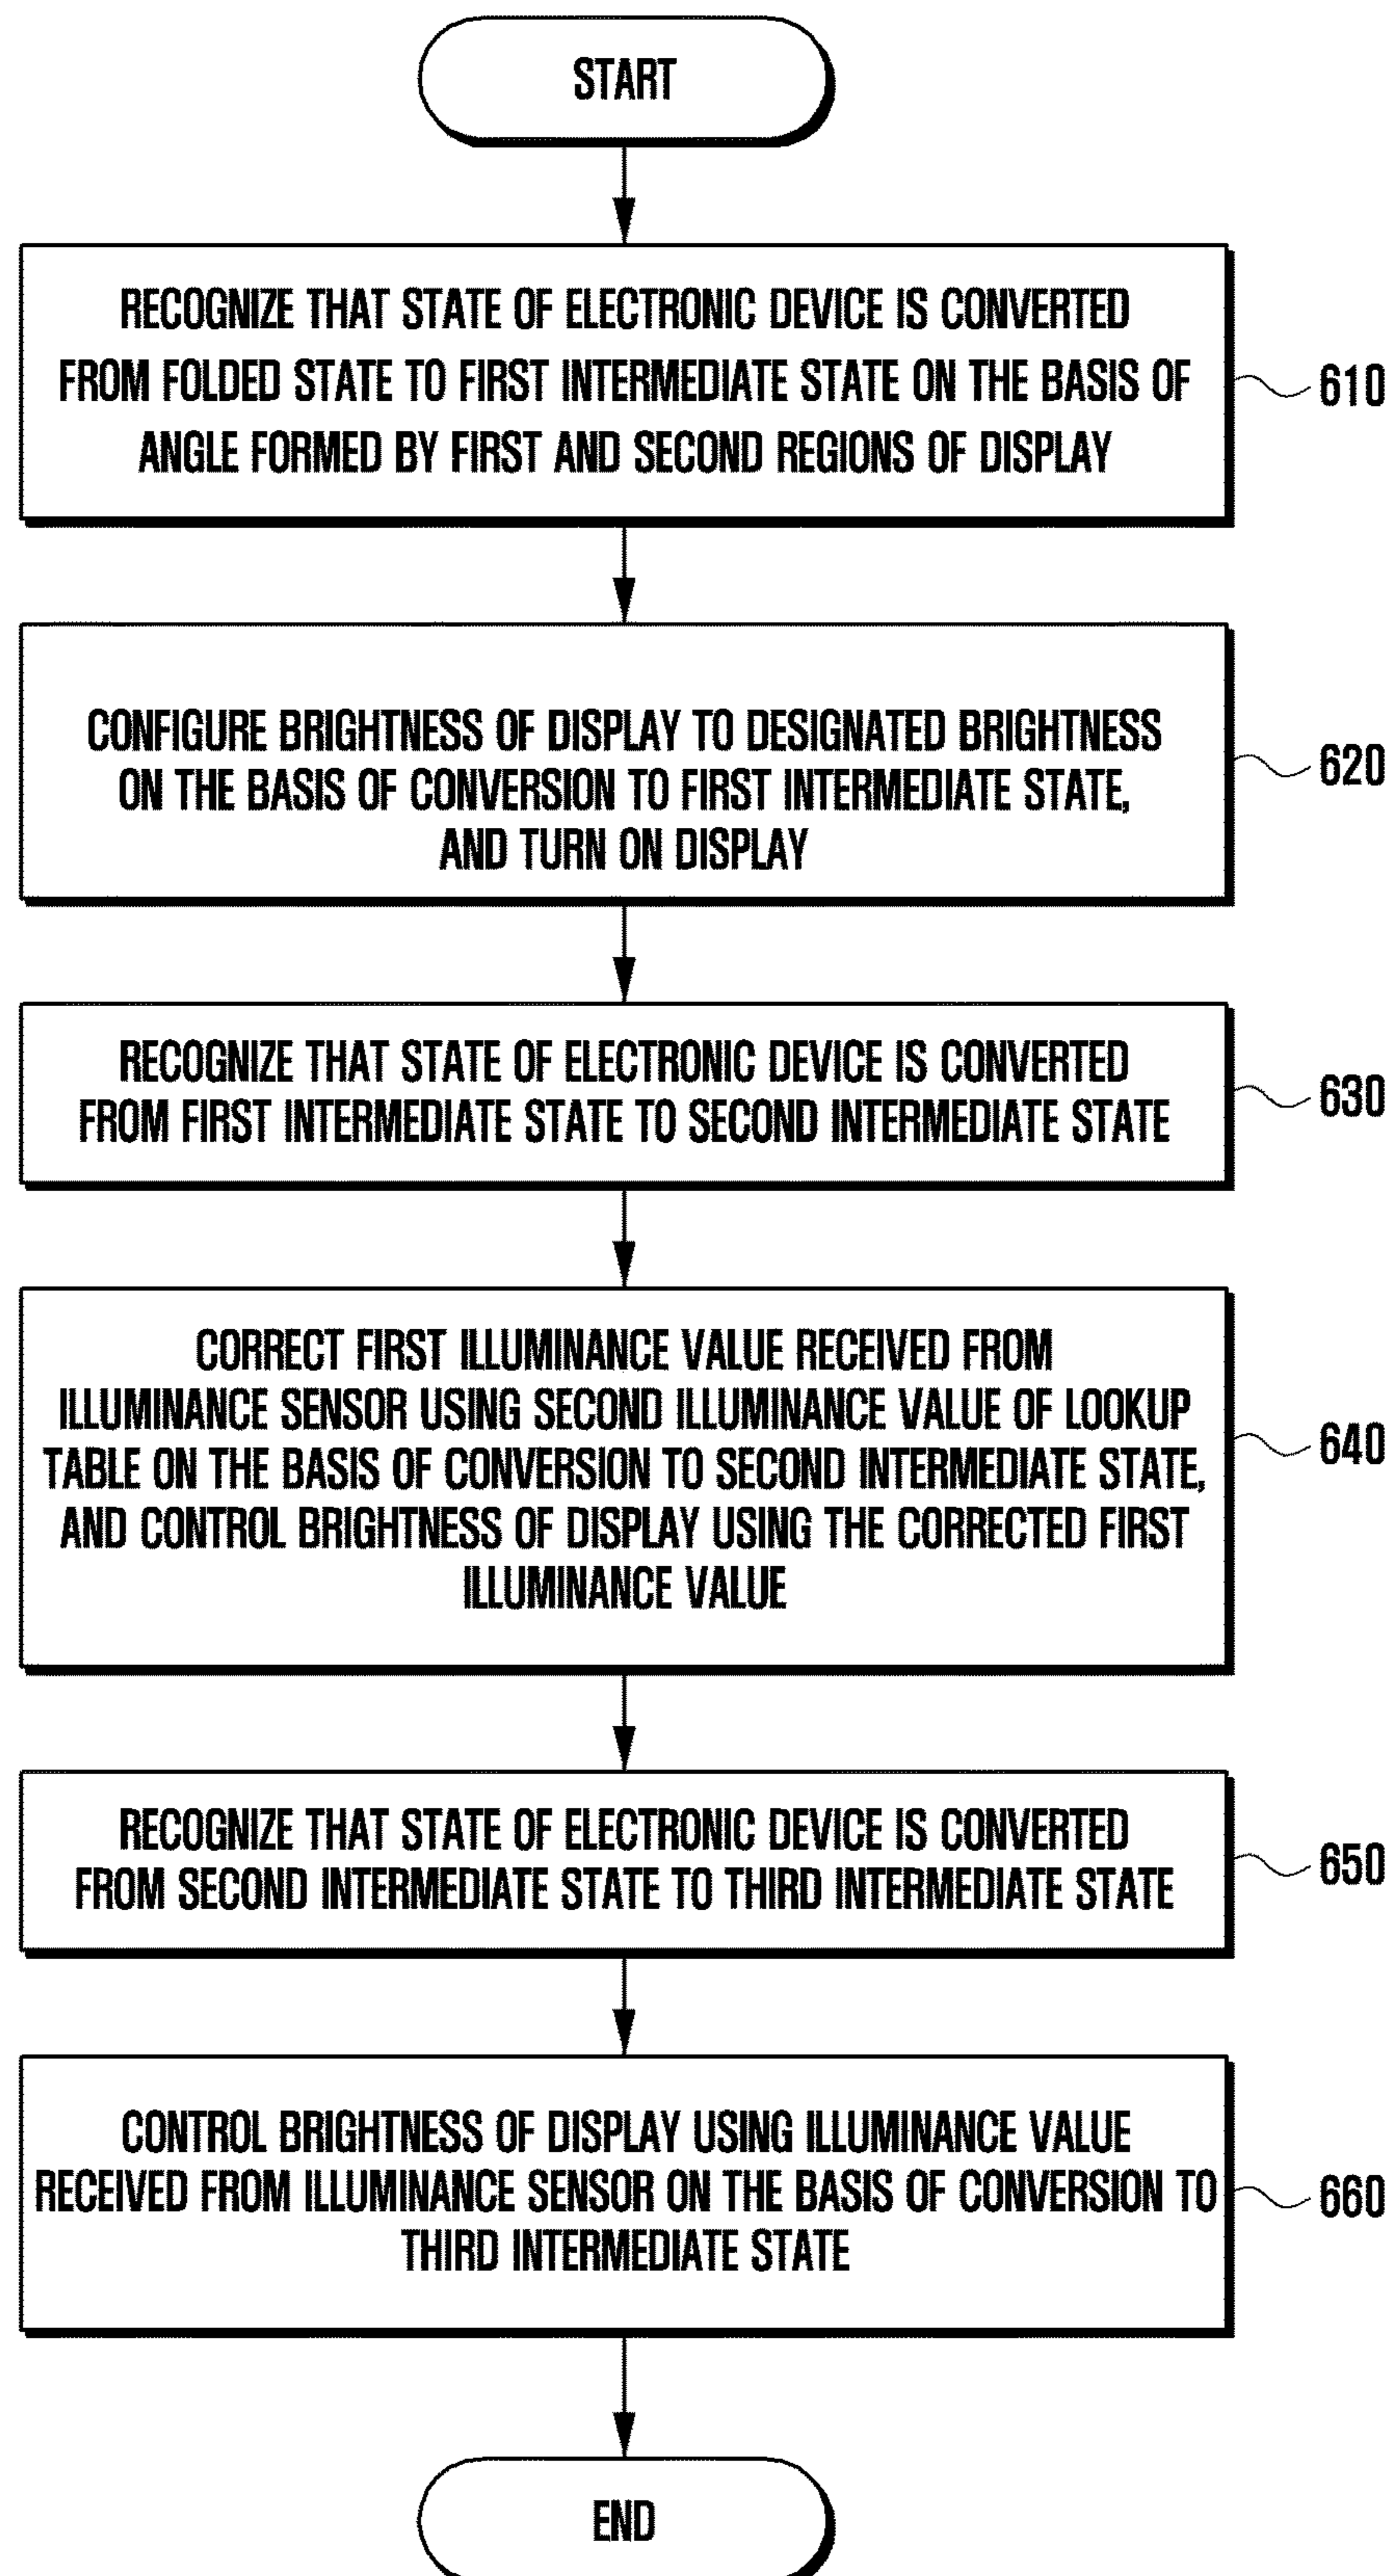 START
RECOGNIZE THAT STATE OF ELECTRONIC DEVICE IS CONVERTED
FROM FOLDED STATE TO FIRST INTERMEDIATE STATE ON THE BASIS OF
ANGLE FORMED BY FIRST AND SECOND REGIONS OF DISPLAY
610
CONFIGURE BRIGHTNESS OF DISPLAY TO DESIGNATED BRIGHTNESS
ON THE BASIS OF CONVERSION TO FIRST INTERMEDIATE STATE,
AND TURN ON DISPLAY
620
RECOGNIZE THAT STATE OF ELECTRONIC DEVICE IS CONVERTED
FROM FIRST INTERMEDIATE STATE TO SECOND INTERMEDIATE STATE
630
CORRECT FIRST ILLUMINANCE VALUE RECEIVED FROM
ILLUMINANCE SENSOR USING SECOND ILLUMINANCE VALUE OF LOOKUP
TABLE ON THE BASIS OF CONVERSION TO SECOND INTERMEDIATE STATE,
AND CONTROL BRIGHTNESS OF DISPLAY USING THE CORRECTED FIRST
ILLUMINANCE VALUE
640
RECOGNIZE THAT STATE OF ELECTRONIC DEVICE IS CONVERTED
FROM SECOND INTERMEDIATE STATE TO THIRD INTERMEDIATE STATE
650
CONTROL BRIGHTNESS OF DISPLAY USING ILLUMINANCE VALUE
RECEIVED FROM ILLUMINANCE SENSOR ON THE BASIS OF CONVERSION TO
THIRD INTERMEDIATE STATE
660
END